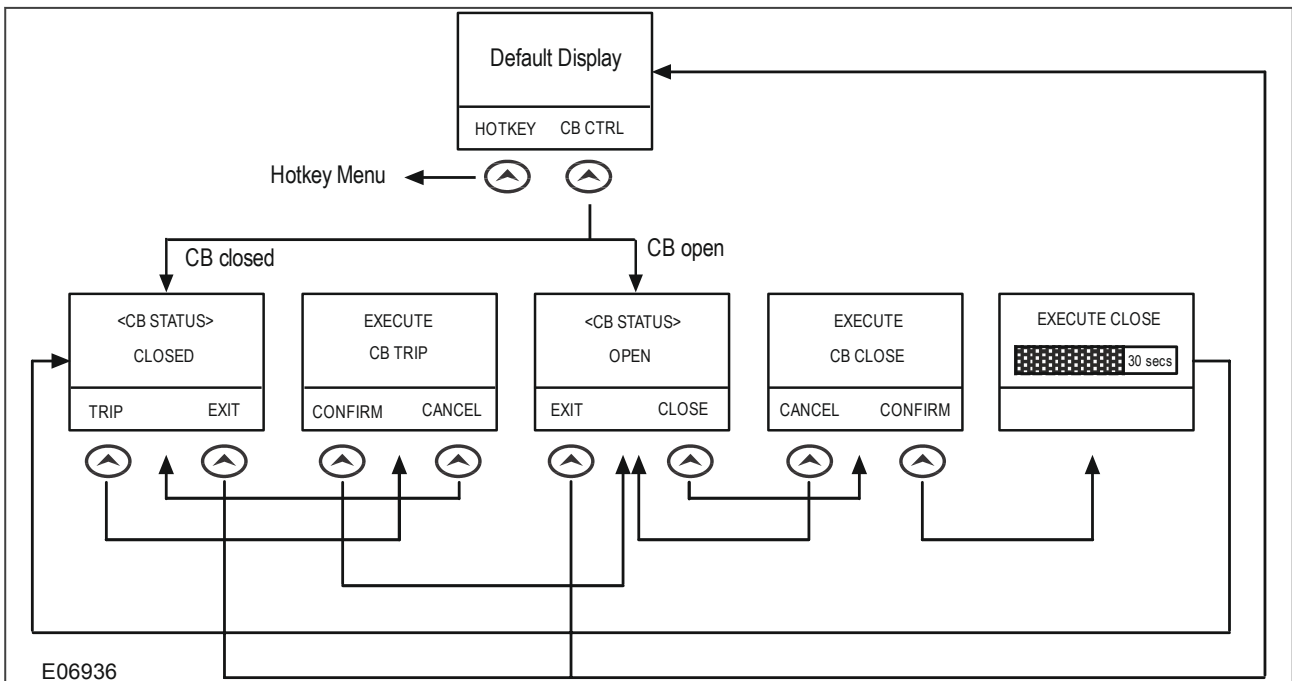 Default Display
HOTKEY CB CTRL
Hotkey Menu
CB closed
CB open
<CB STATUS>
CLOSED
TRIP EXIT
EXECUTE
CB TRIP
CONFIRM CANCEL
<CB STATUS>
OPEN
EXIT CLOSE
EXECUTE
CB CLOSE
CANCEL CONFIRM
EXECUTE CLOSE
30 secs
E06936